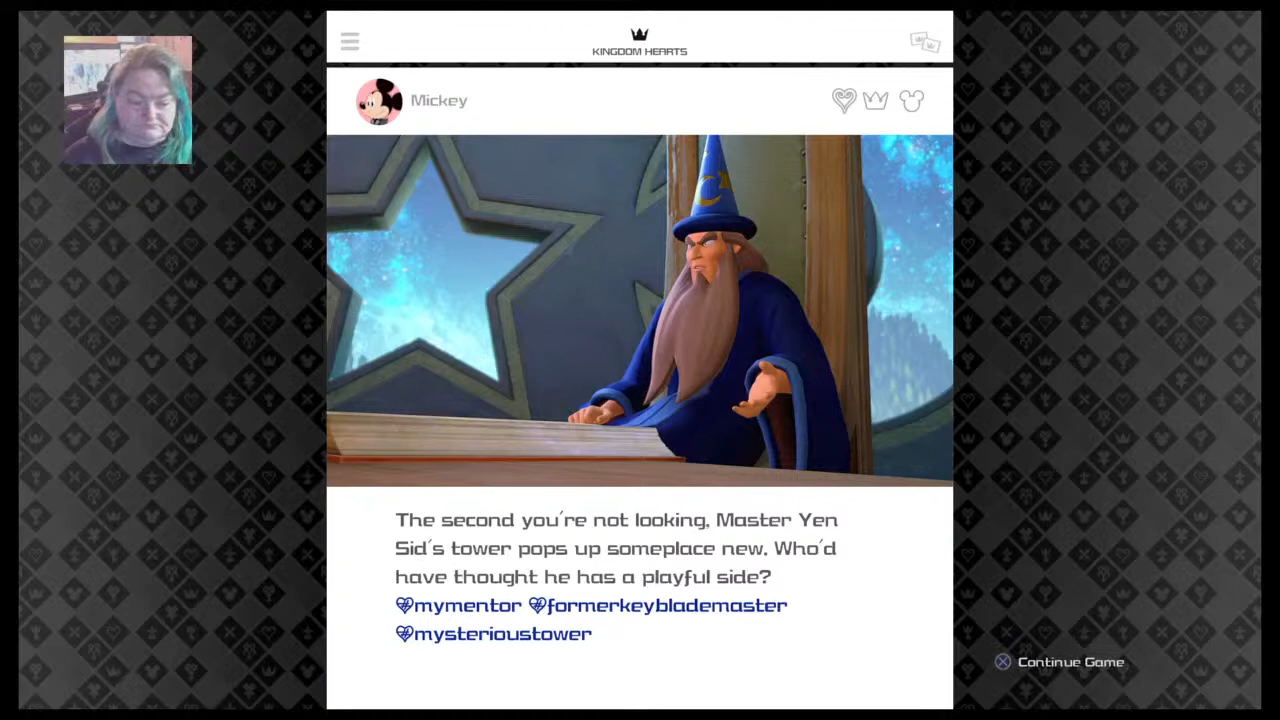 KINGDOM HEARTS
Mickey
The second you're not looking, Master Yen
Sid's tower pops up someplace new. Who'd
have thought he has a playful side?
mymentor formerkeyblademaster
mysterioustower
Continue Game